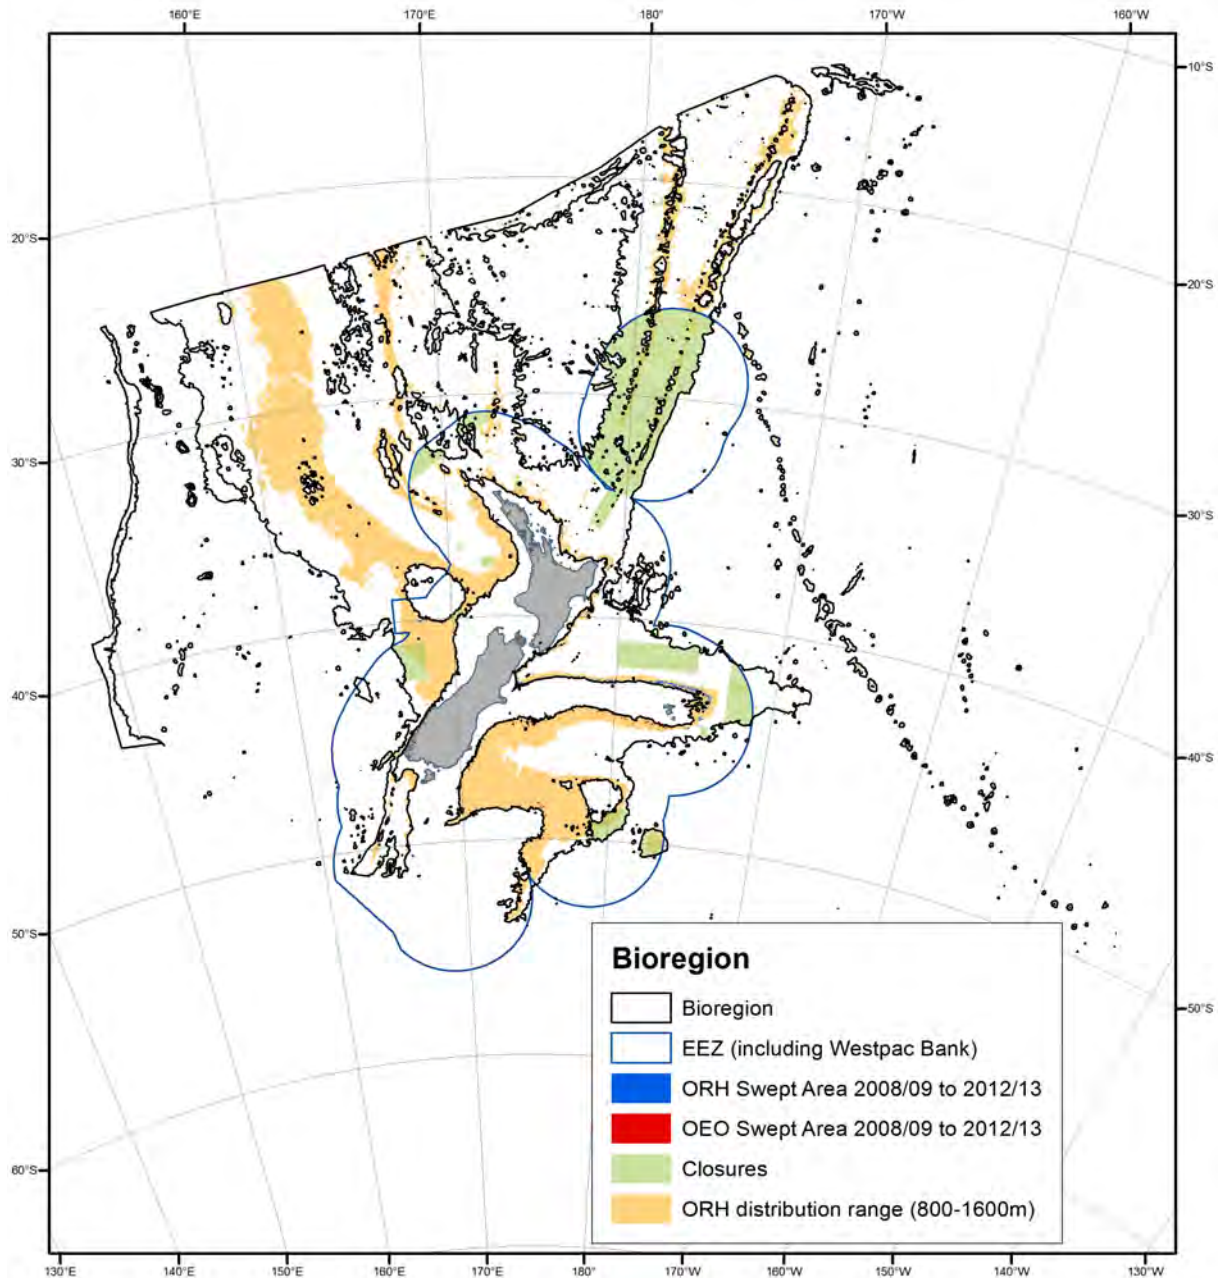 160°E 170°E 180° 170°W 160°W
10°S
20°S
20°S
30°S
30°S
40°S
40°S
50°S
50°S
60°S
Bioregion
Bioregion
EEZ (including Westpac Bank)
ORH Swept Area 2008/09 to 2012/13
OEO Swept Area 2008/09 to 2012/13
Closures
ORH distribution range (800-1600m)
130°E 140°E 150°E 160°E 170°E 180° 170°W 160°W 150°W 140°W 130°W